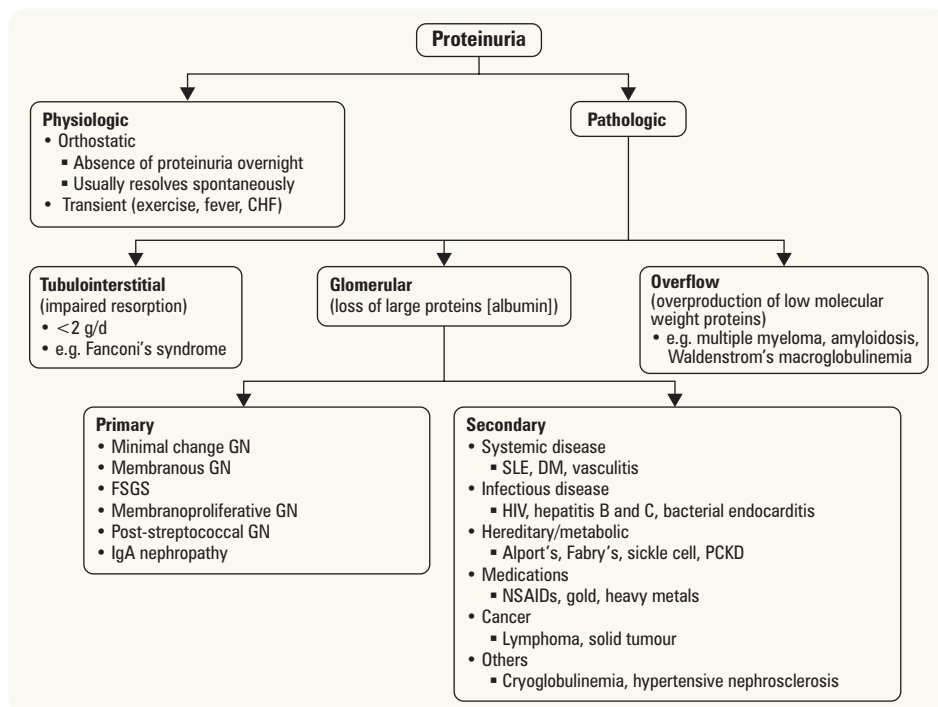 Proteinuria
Physiologic
• Orthostatic
▪ Absence of proteinuria overnight
▪ Usually resolves spontaneously
• Transient (exercise, fever, CHF)
Pathologic
Tubulointerstitial
(impaired resorption)
• <2 g/d
• e.g. Fanconi's syndrome
Glomerular
(loss of large proteins [albumin])
Overflow
(overproduction of low molecular
weight proteins)
• e.g. multiple myeloma, amyloidosis,
Waldenstrom's macroglobulinemia
Primary
• Minimal change GN
• Membranous GN
• FSGS
• Membranoproliferative GN
• Post-streptococcal GN
• IgA nephropathy
Secondary
• Systemic disease
▪ SLE, DM, vasculitis
• Infectious disease
▪ HIV, hepatitis B and C, bacterial endocarditis
• Hereditary/metabolic
▪ Alport's, Fabry's, sickle cell, PCKD
• Medications
▪ NSAIDs, gold, heavy metals
• Cancer
▪ Lymphoma, solid tumour
• Others
▪ Cryoglobulinemia, hypertensive nephrosclerosis